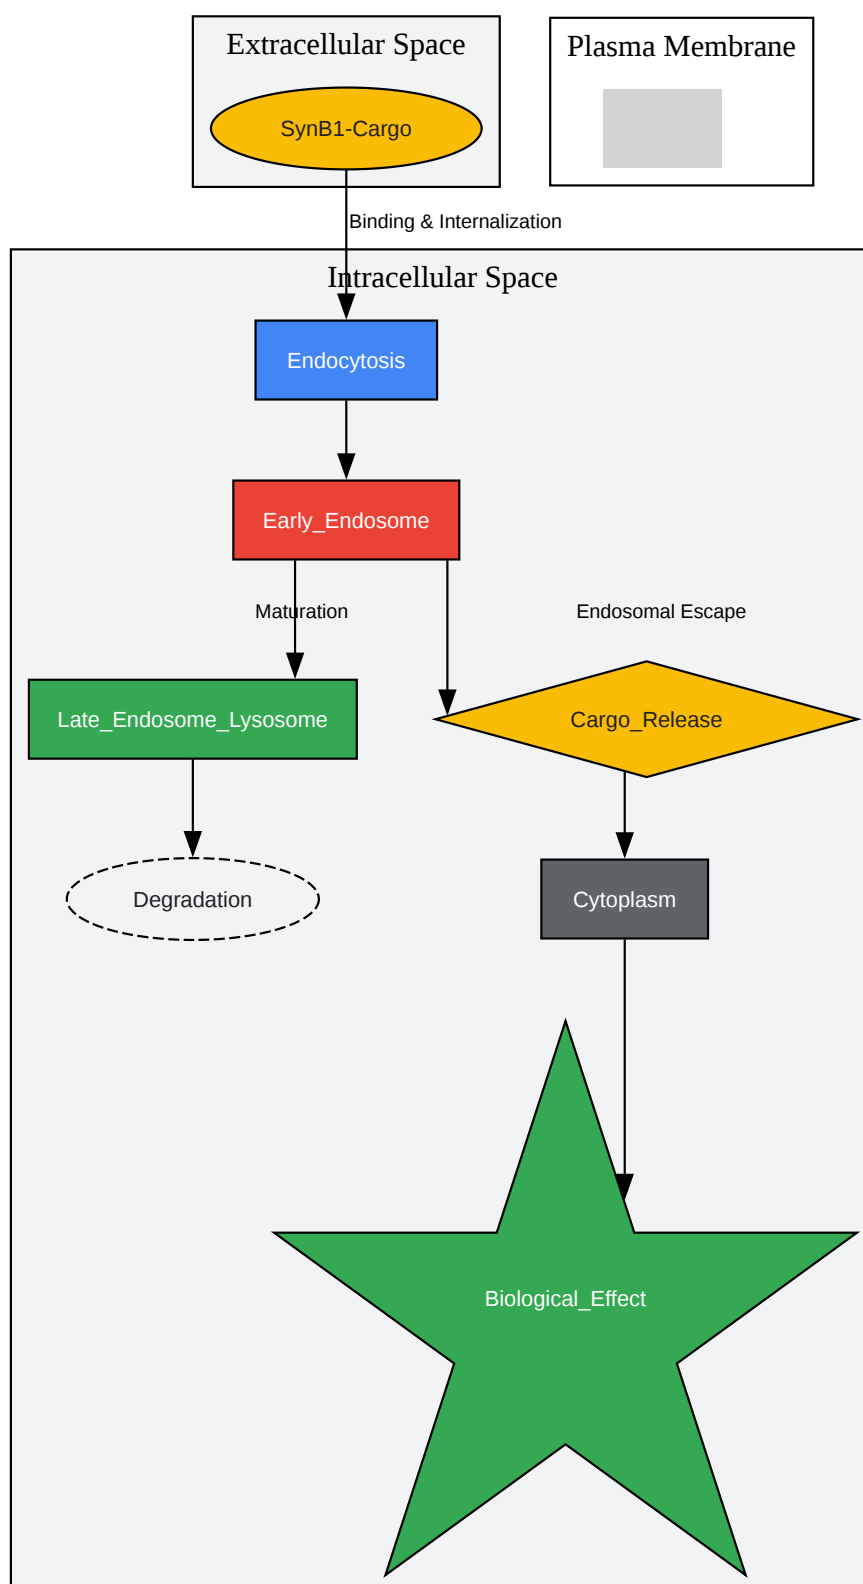 Extracellular Space
Plasma Membrane
SynB1-Cargo
Binding & Internalization
Intracellular Space
Endocytosis
Early_Endosome
Maturation
Endosomal Escape
Late_Endosome_Lysosome
Cargo_Release
Degradation
Cytoplasm
Biological_Effect